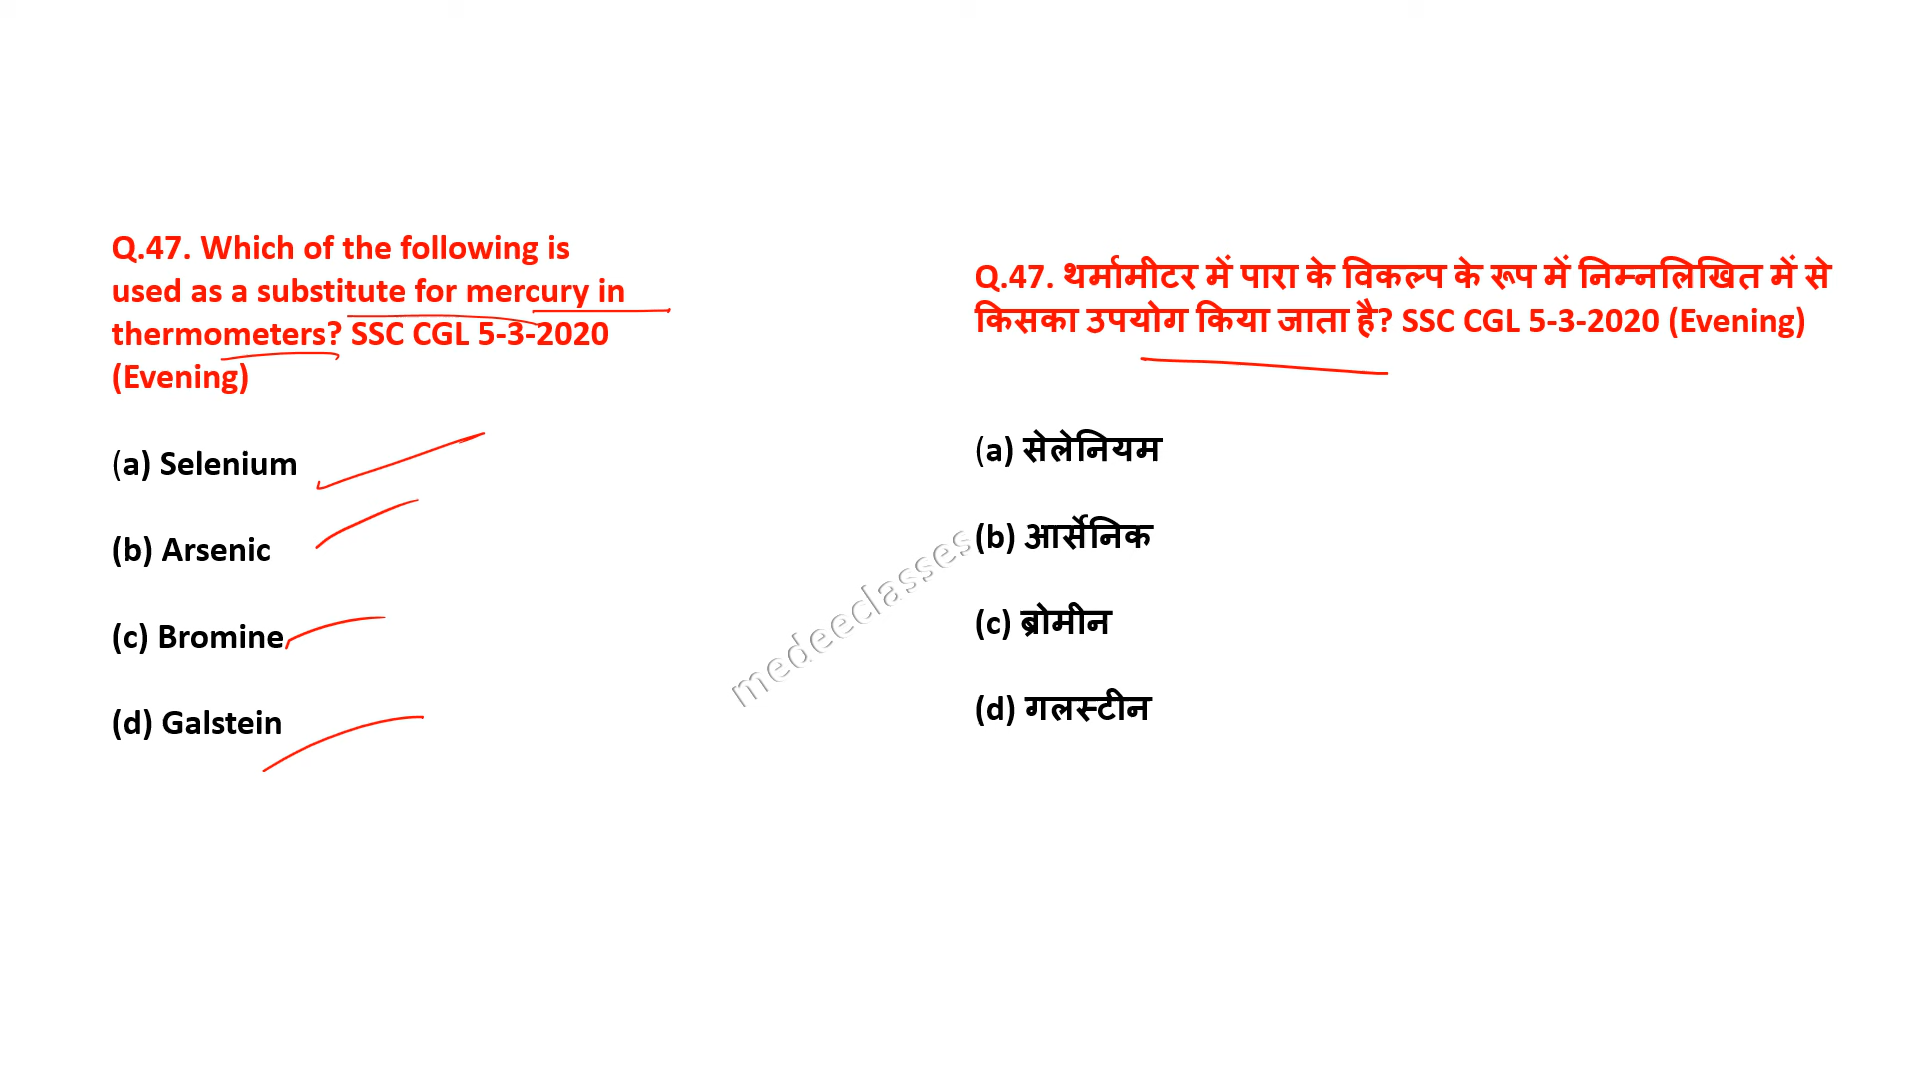 Q.47. Which of the following is
used as a substitute for mercury in
thermometers? SSC CGL 5-3-2020
(Evening)
(a) Selenium
(b) Arsenic
(c) Bromine
(d) Galstein
medeeclasses
Q.47. थर्मामीटर में पारा के विकल्प के रूप में निम्नलिखित में से
किसका उपयोग किया जाता है? SSC CGL 5-3-2020 (Evening)
(a) सेलेनियम
(b) आर्सेनिक
(c) ब्रोमीन
(d) गलस्टीन